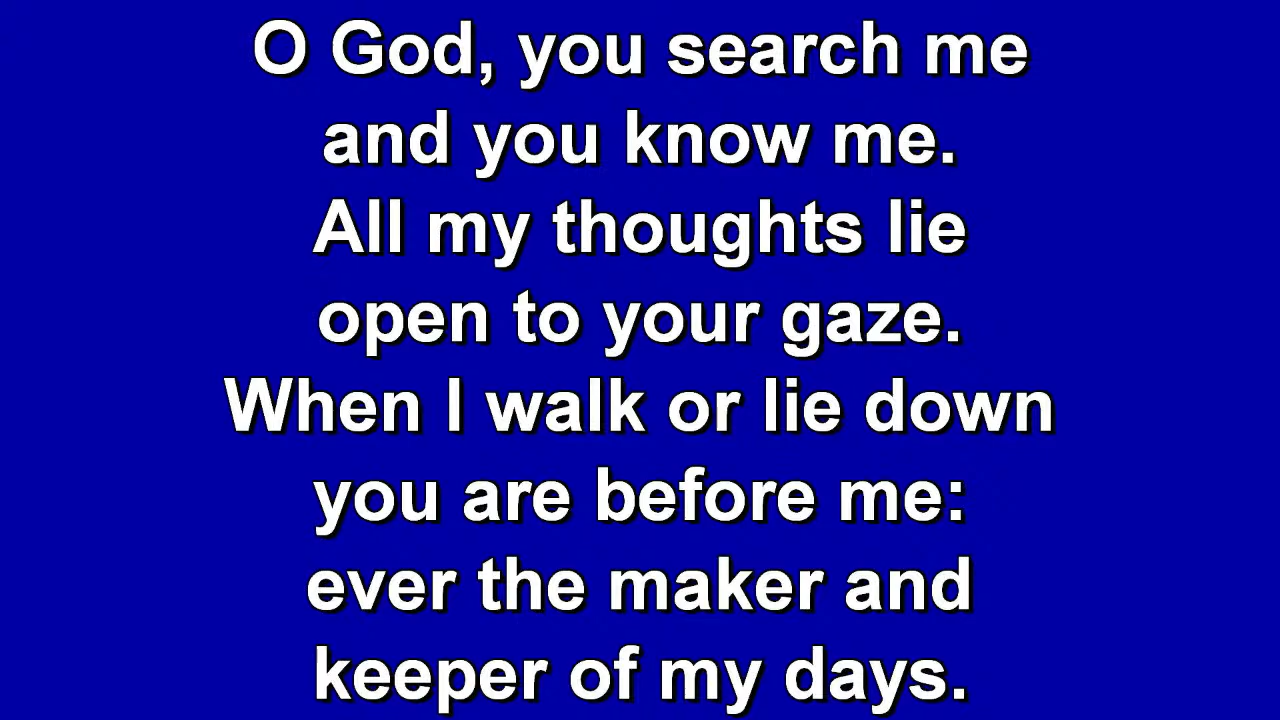 O God, you search me
and you know me.
All my thoughts lie
open to your gaze.
When I walk or lie down
you are before me:
ever the maker and
keeper of my days.